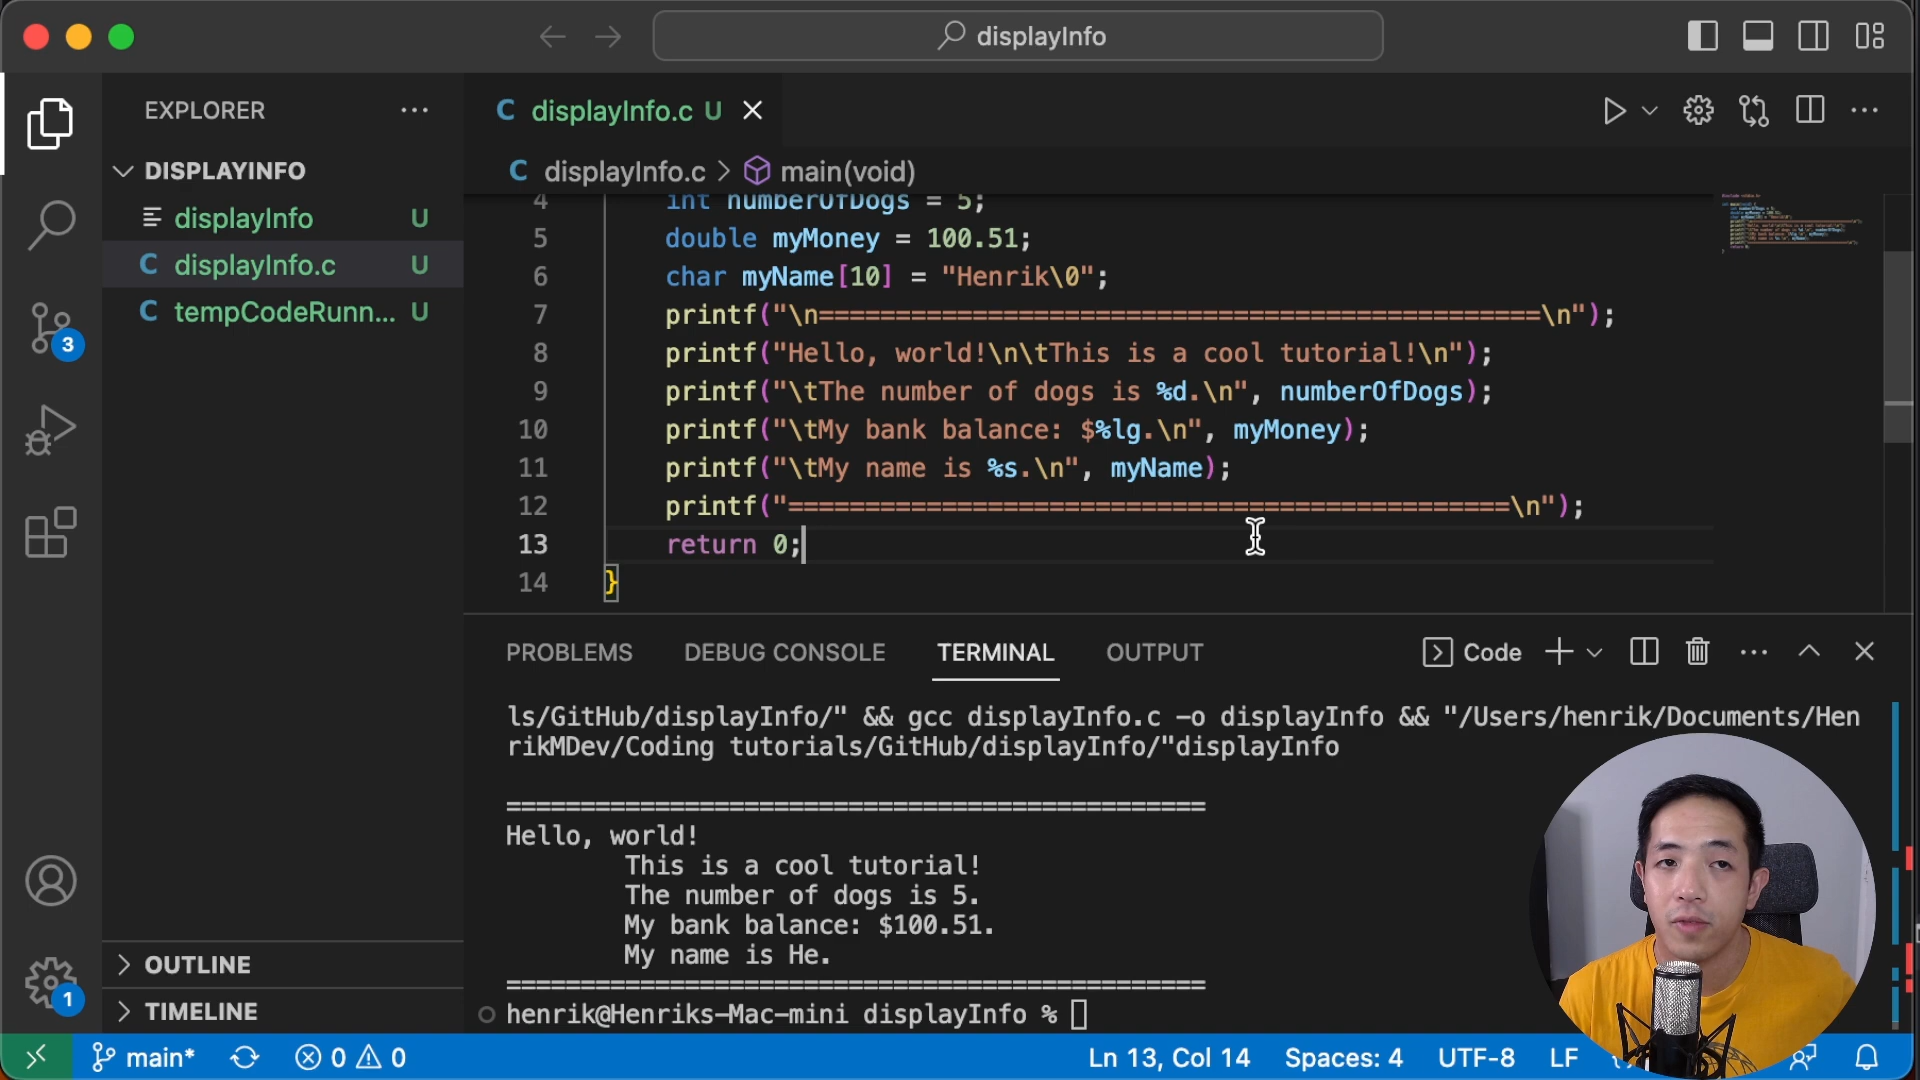 displayInfo
EXPLORER
DISPLAYINFO
displayInfo U
displayInfo.c U
tempCodeRunn... U
OUTLINE
TIMELINE
displayInfo.c U
displayInfo.c > main(void)
4 int numberOfDogs = 5;
5 double myMoney = 100.51;
6 char myName[10] = "Henrik\0";
7 printf("\n===============================================\n");
8 printf("Hello, world!\n\tThis is a cool tutorial!\n");
9 printf("\tThe number of dogs is %d.\n", numberOfDogs);
10 printf("\tMy bank balance: $%lg.\n", myMoney);
11 printf("\tMy name is %s.\n", myName);
12 printf("===============================================\n");
13 return 0;
14 }
PROBLEMS DEBUG CONSOLE TERMINAL OUTPUT Code
ls/GitHub/displayInfo/" && gcc displayInfo.c -o displayInfo && "/Users/henrik/Documents/Hen
rikMDev/Coding tutorials/GitHub/displayInfo/"displayInfo
===============================================
Hello, world!
This is a cool tutorial!
The number of dogs is 5.
My bank balance: $100.51.
My name is He.
===============================================
henrik@Henriks-Mac-mini displayInfo %
3
1
main* 0 0 Ln 13, Col 14 Spaces: 4 UTF-8 LF